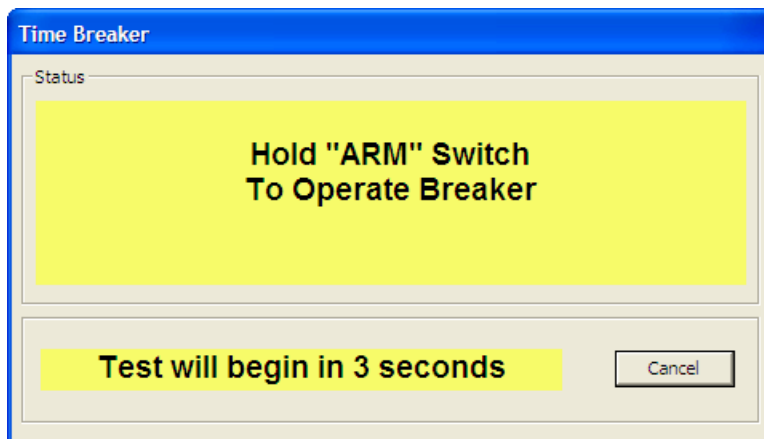 Time Breaker
Status
Hold "ARM" Switch
To Operate Breaker
Test will begin in 3 seconds
Cancel